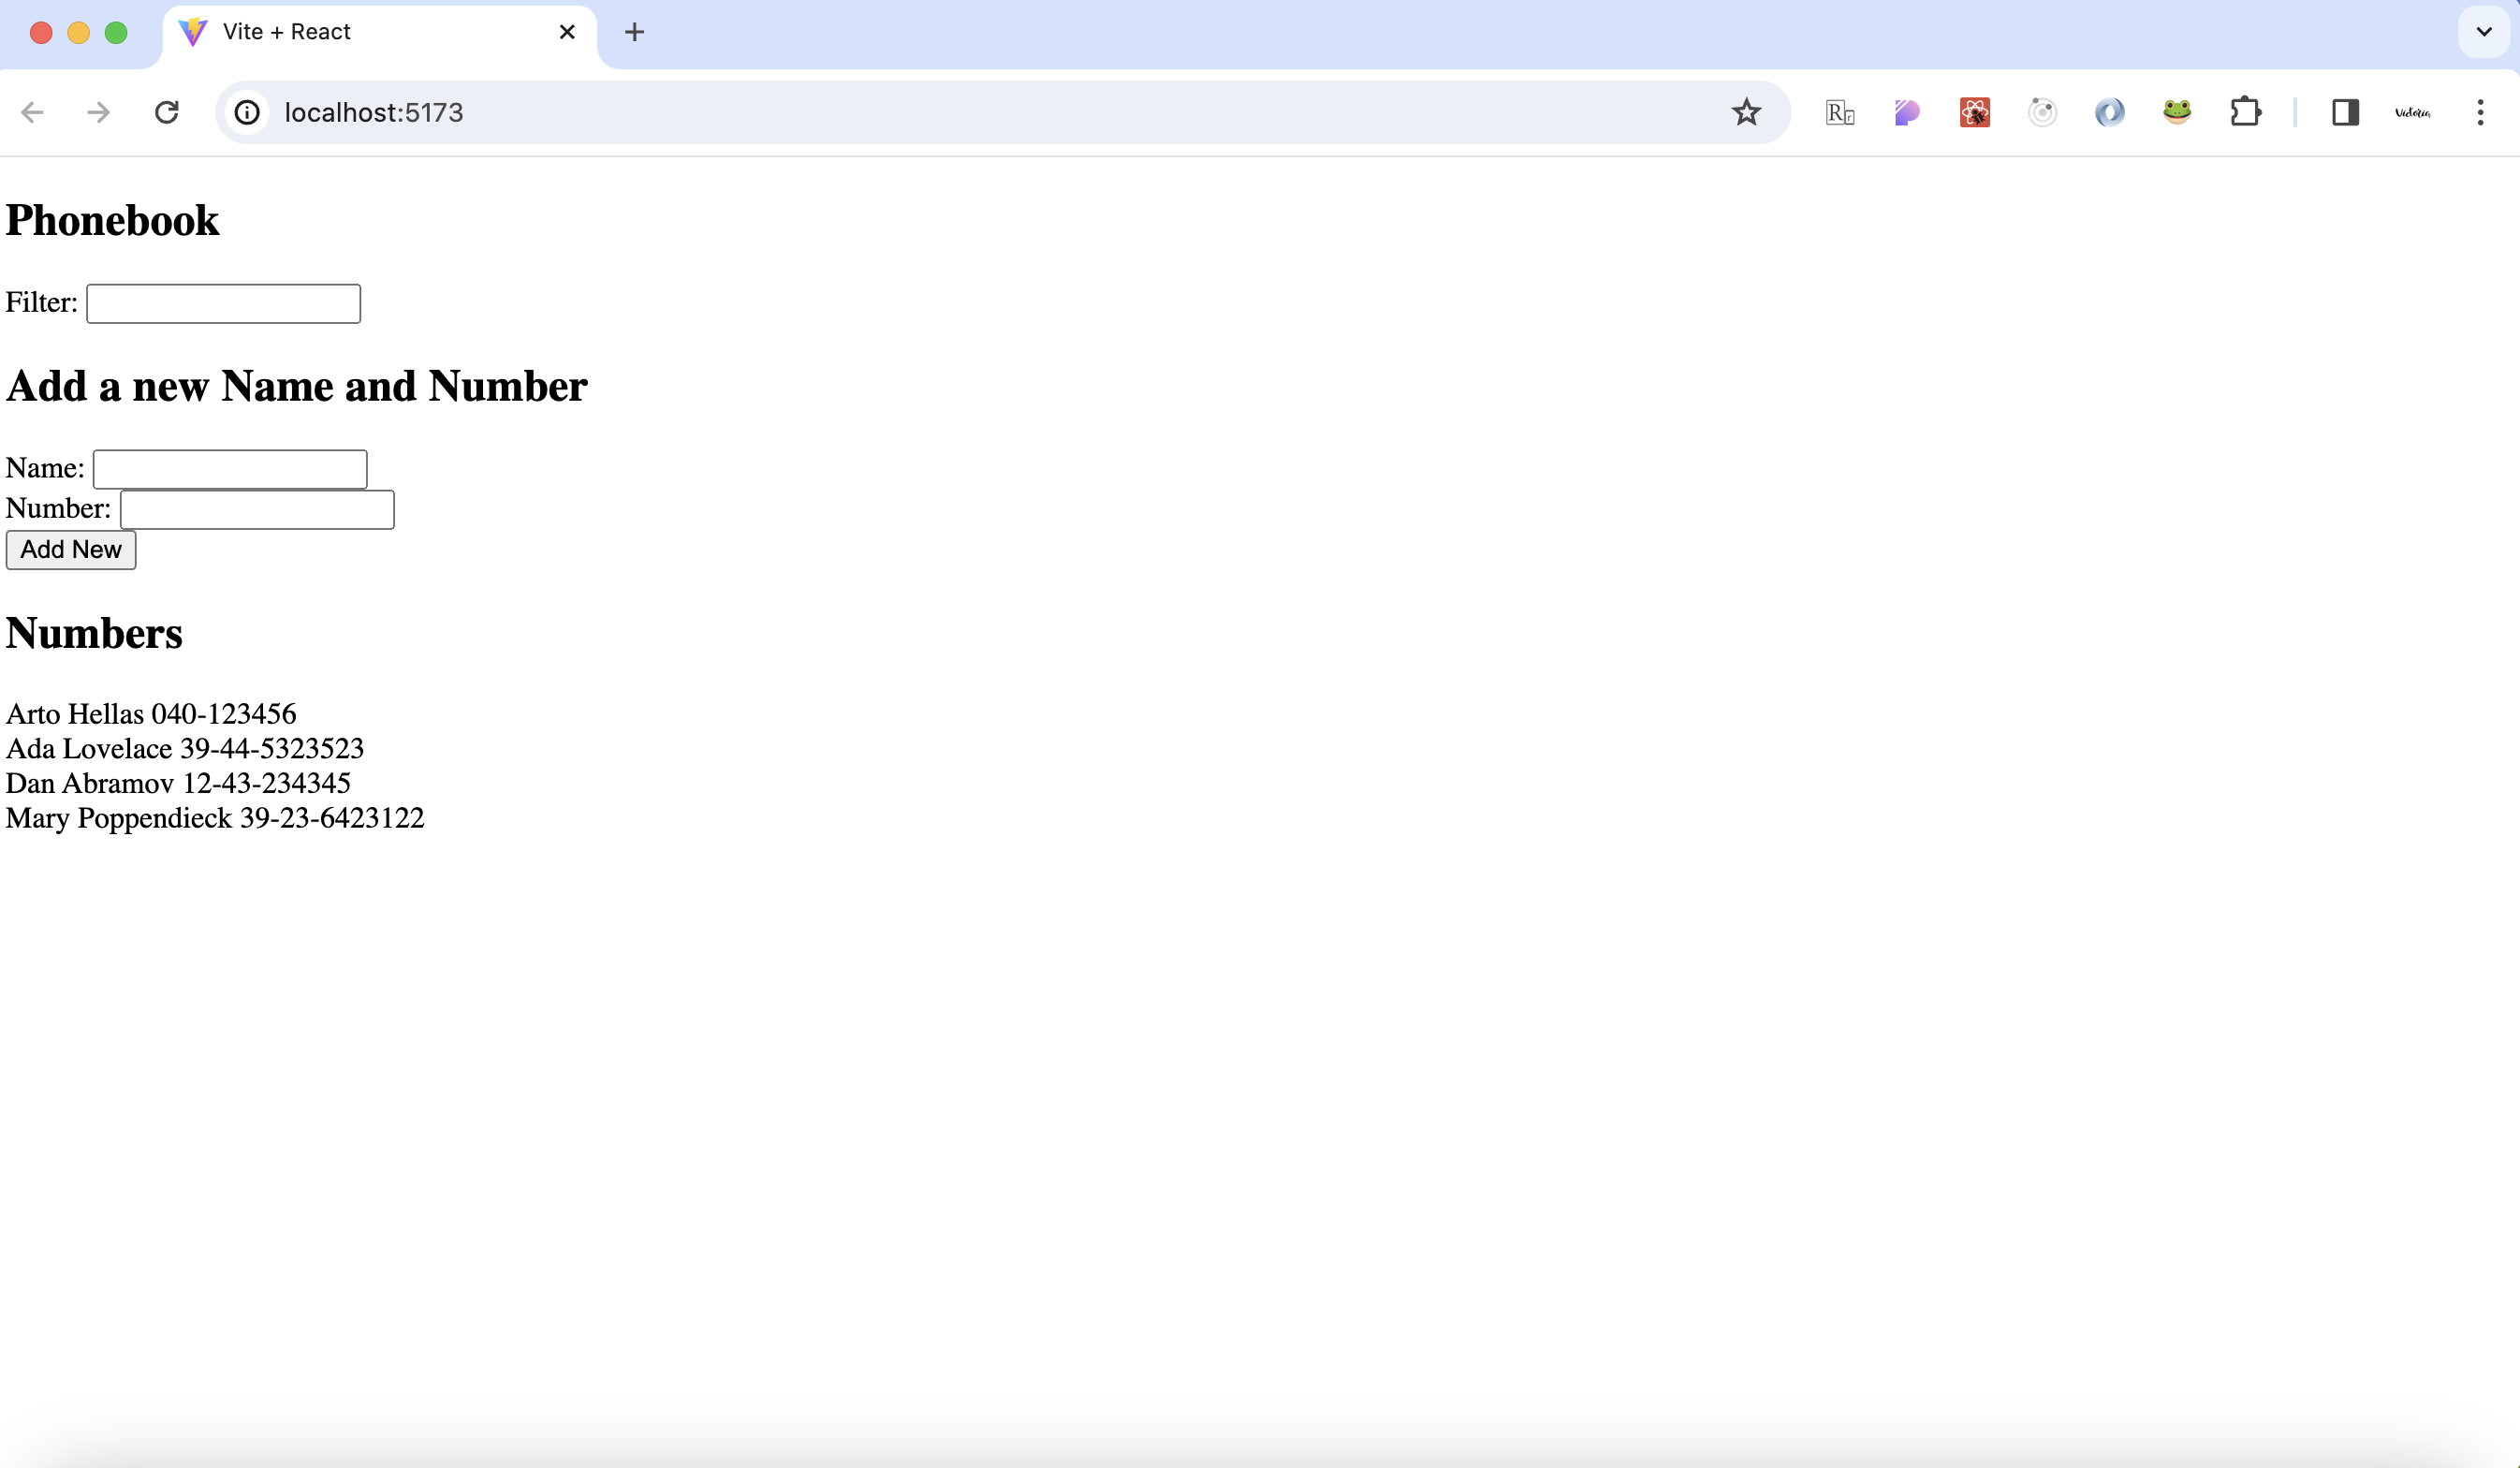 Vite + React
localhost:5173
Victoria
Phonebook
Filter:
Add a new Name and Number
Name:
Number:
Add New
Numbers
Arto Hellas 040-123456
Ada Lovelace 39-44-5323523
Dan Abramov 12-43-234345
Mary Poppendieck 39-23-6423122